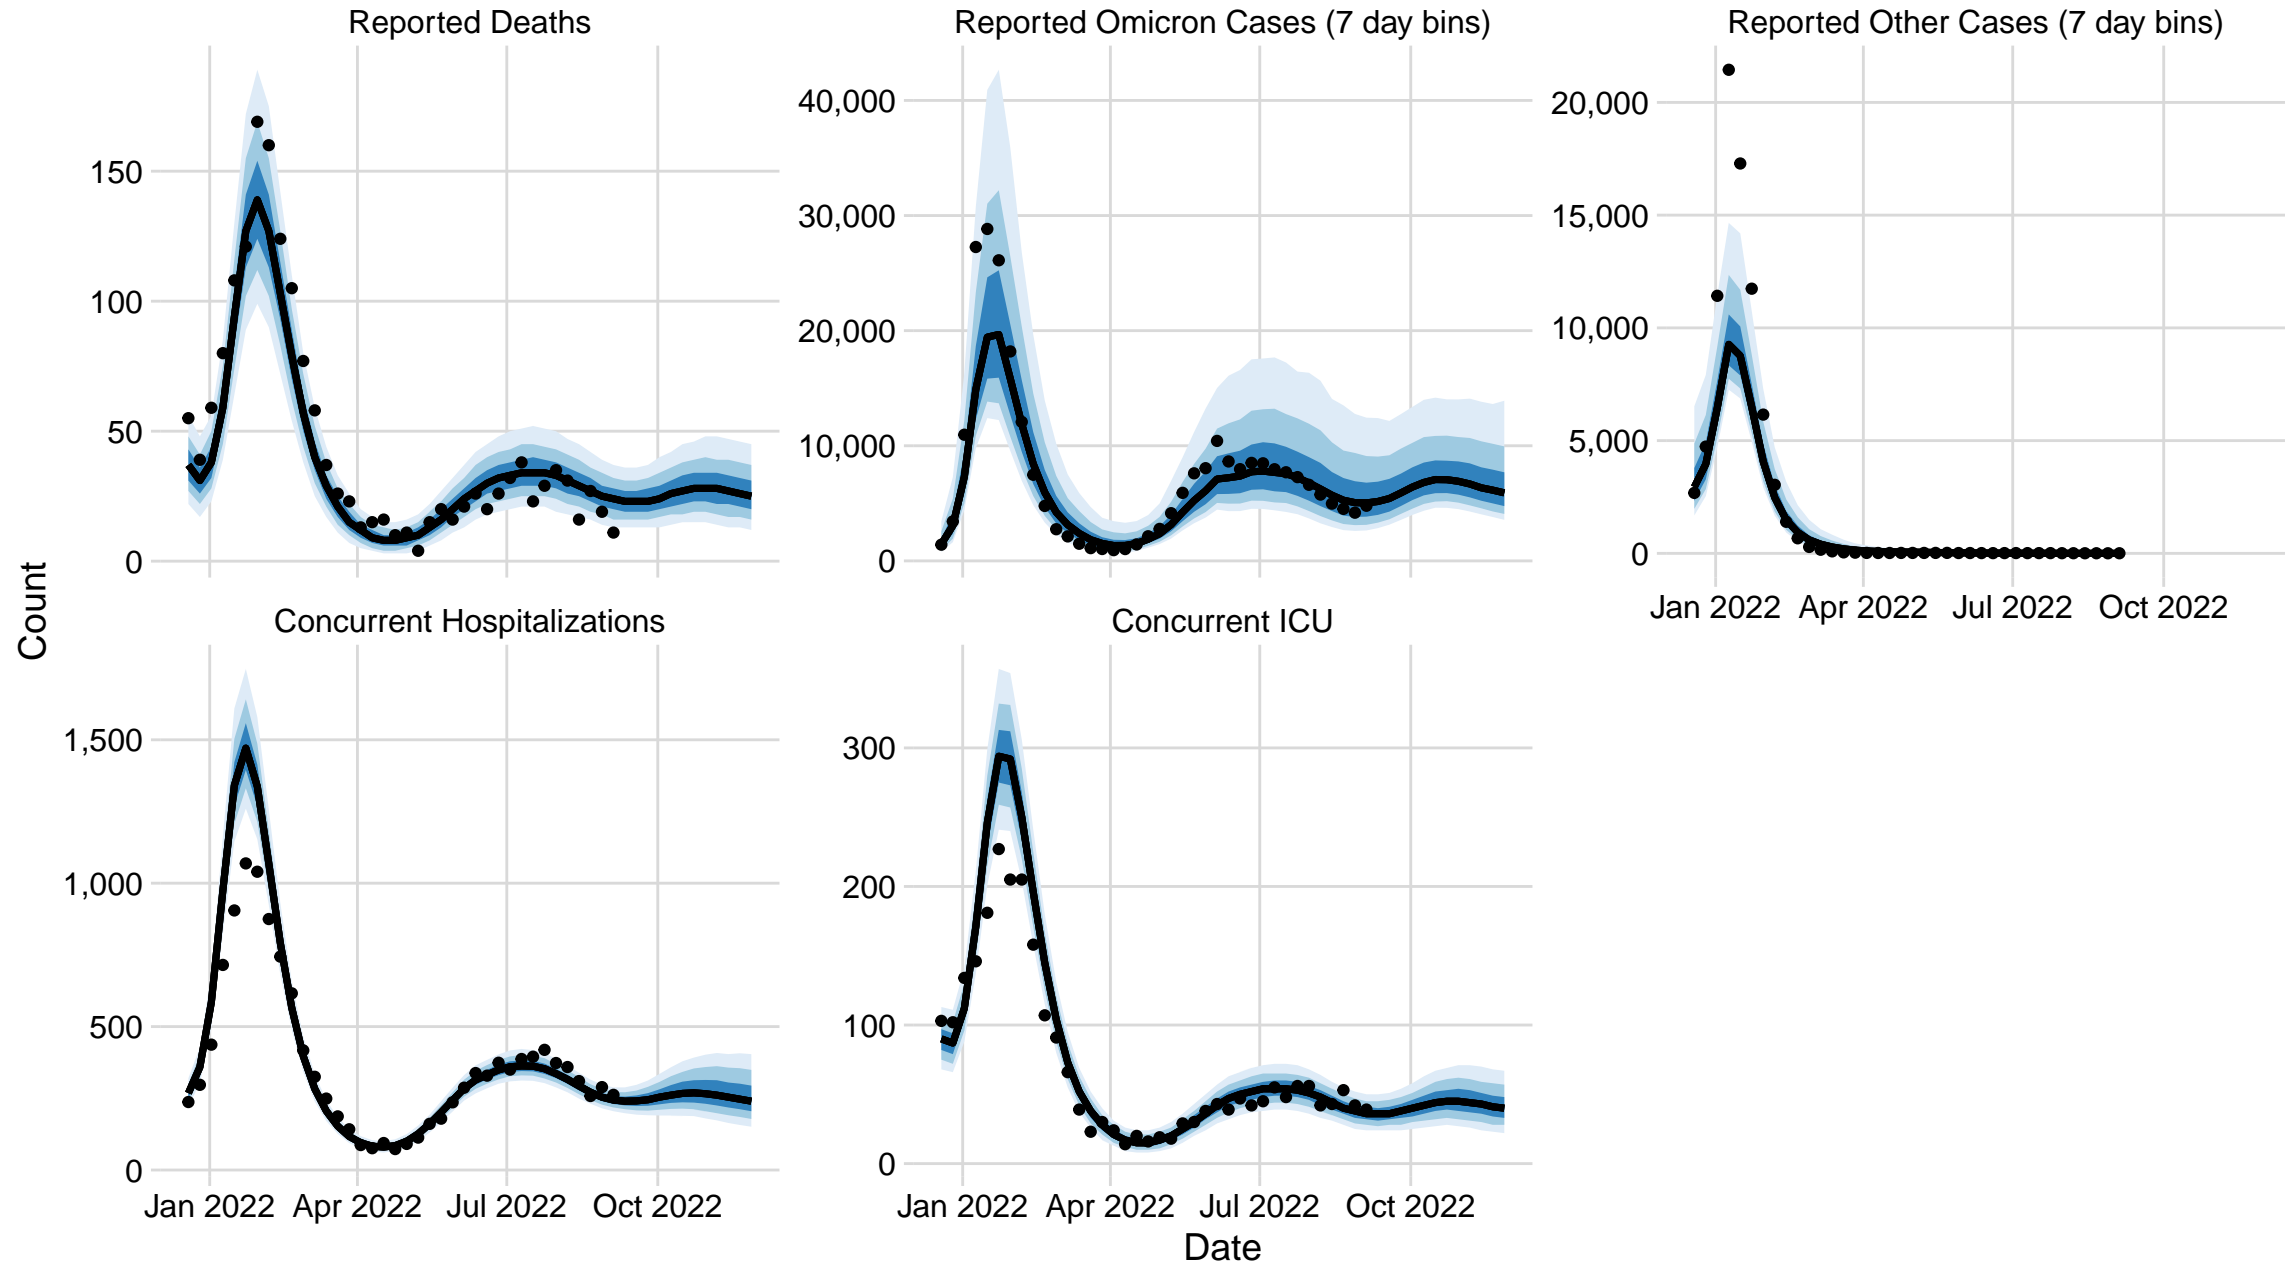 Reported Deaths
Reported Omicron Cases (7 day bins)
Reported Other Cases (7 day bins)
150
100
50
0
40,000
30,000
20,000
10,000
0
20,000
15,000
10,000
5,000
0
Jan 2022 Apr 2022 Jul 2022 Oct 2022
Count
Concurrent Hospitalizations
Concurrent ICU
1,500
1,000
500
0
300
200
100
0
Jan 2022 Apr 2022 Jul 2022 Oct 2022
Jan 2022 Apr 2022 Jul 2022 Oct 2022
Date